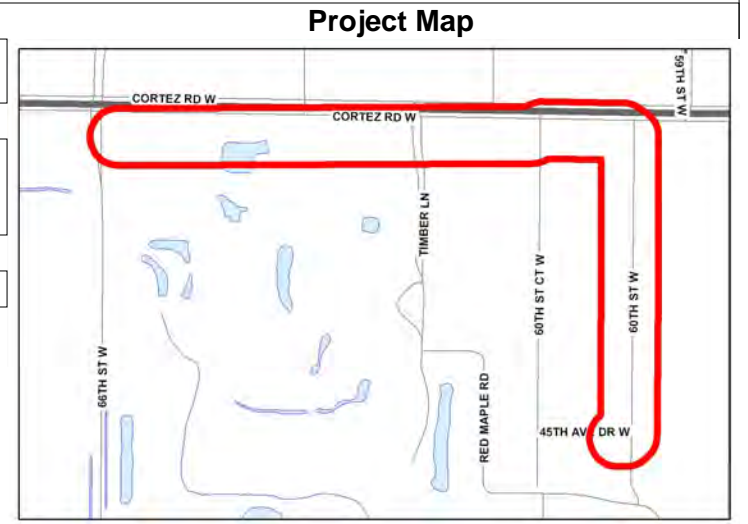 Project Map
59TH ST W
CORTEZ RD W
CORTEZ RD W
TIMBER LN
60TH ST CT W
60TH ST W
66TH ST W
RED MAPLE RD
45TH AVE DR W